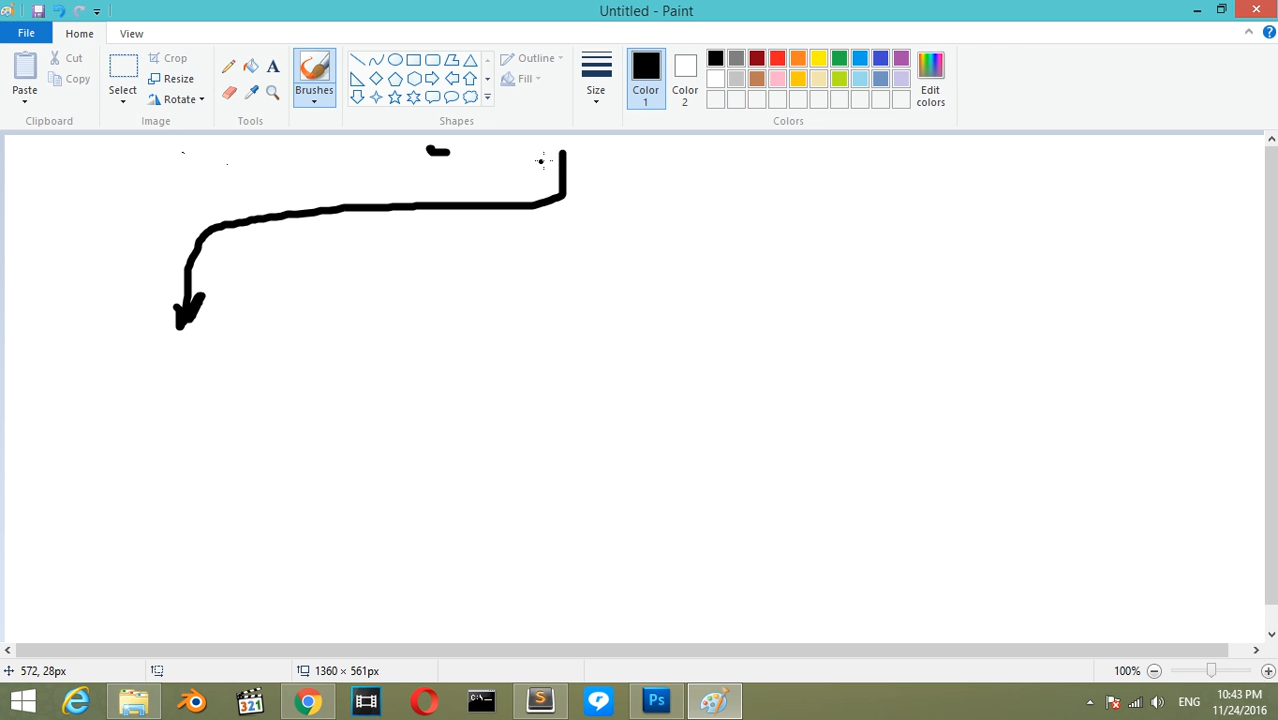 Untitled - Paint
File Home View
Paste
Cut
Copy
Clipboard
Select
Crop
Resize
Rotate
Image
Tools
Brushes
Shapes
Outline
Fill
Size
Color 1
Color 2
Colors
Edit colors
572, 28px
1360 × 561px
100%
321
S
Ps
ENG
10:43 PM
11/24/2016